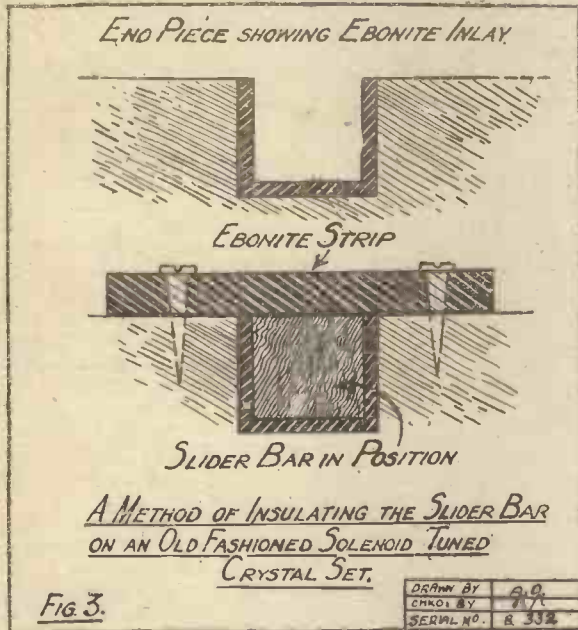 END PIECE SHOWING EBONITE INLAY.
EBONITE STRIP
SLIDER BAR IN POSITION
A METHOD OF INSULATING THE SLIDER BAR
ON AN OLD FASHIONED SOLENOID TUNED
CRYSTAL SET.
FIG 3.
DRAWN BY
CHKD: BY
SERIAL NO. B 332